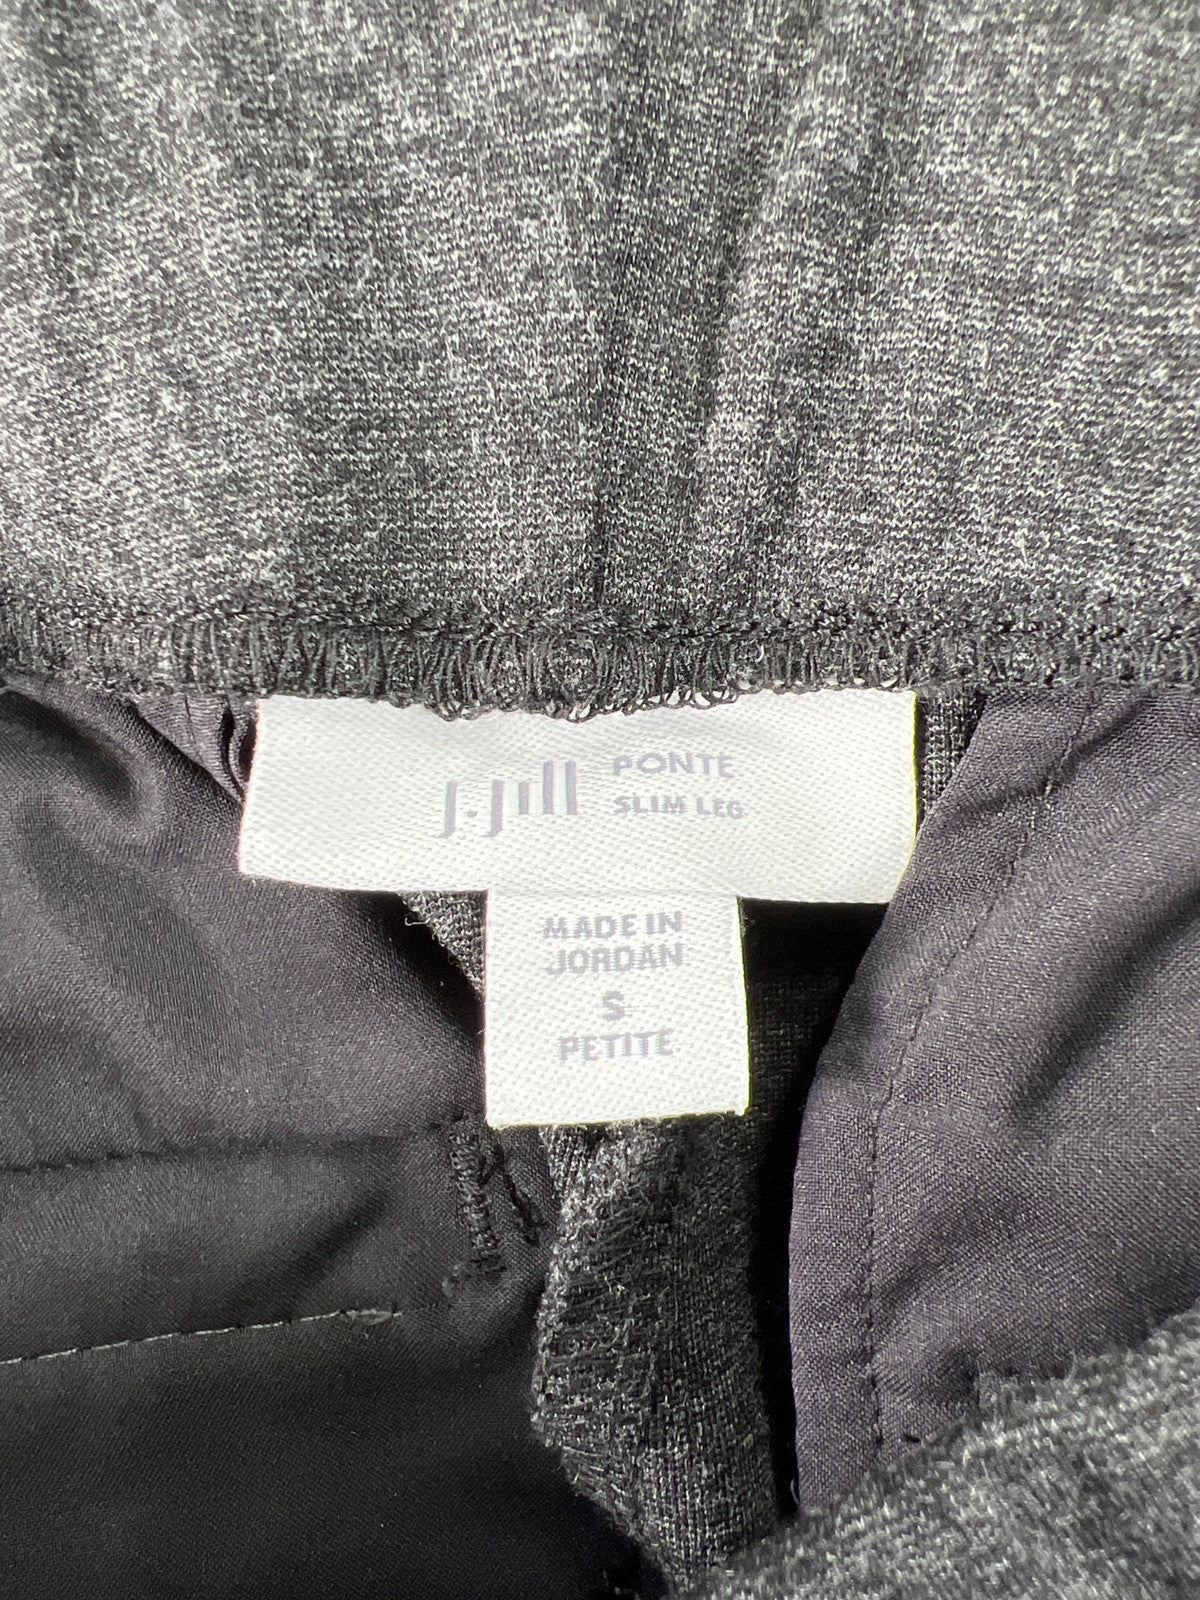 J.Jill
PONTE
SLIM LEG
MADE IN
JORDAN
S
PETITE